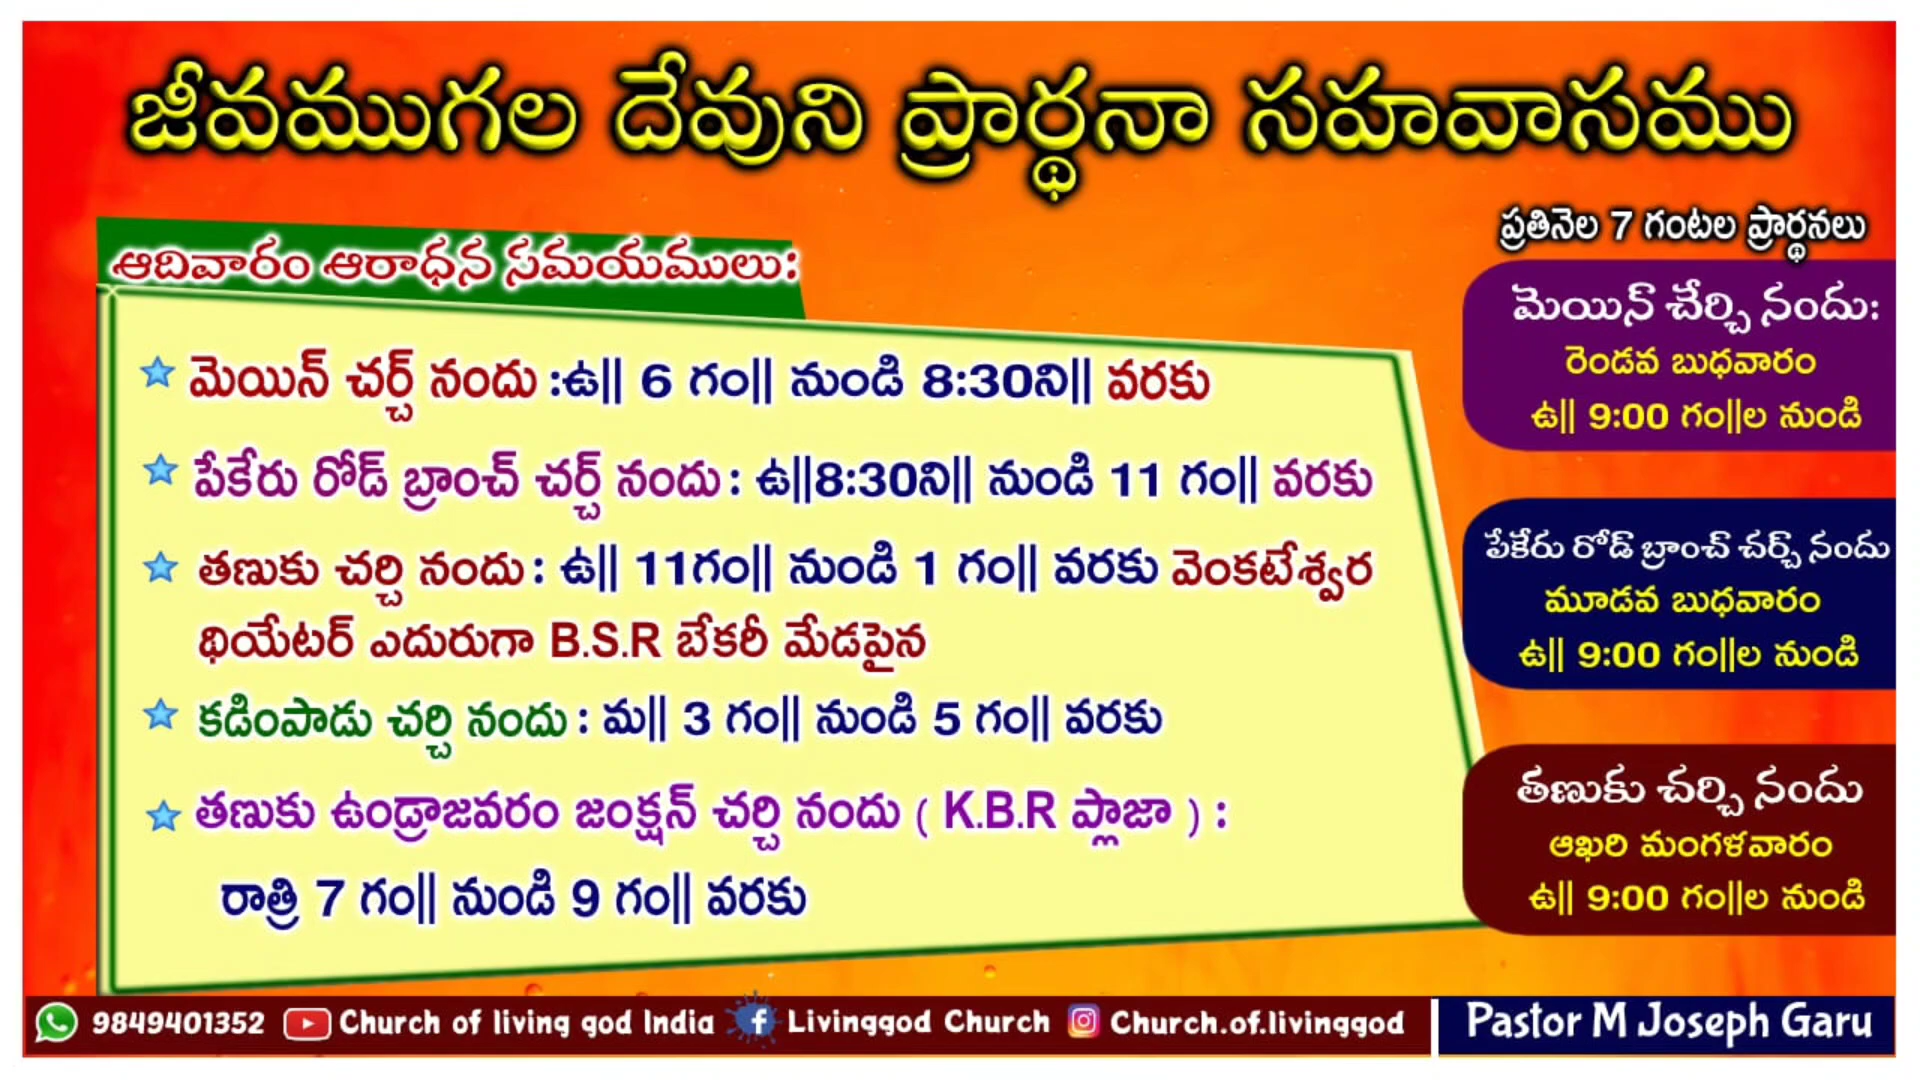 జీవముగల దేవుని ప్రార్థనా సహవాసము
ఆదివారం ఆరాధన సమయములు:
మెయిన్ చర్చ్ నందు :ఉ|| 6 గం|| నుండి 8:30ని|| వరకు
పేకేరు రోడ్ బ్రాంచ్ చర్చ్ నందు : ఉ||8:30ని|| నుండి 11 గం|| వరకు
తణుకు చర్చి నందు : ఉ|| 11గం|| నుండి 1 గం|| వరకు వెంకటేశ్వర
థియేటర్ ఎదురుగా B.S.R బేకరీ మేడపైన
కడింపాడు చర్చి నందు : మ|| 3 గం|| నుండి 5 గం|| వరకు
తణుకు ఉండ్రాజవరం జంక్షన్ చర్చి నందు ( K.B.R ప్లాజా ) :
రాత్రి 7 గం|| నుండి 9 గం|| వరకు
ప్రతినెల 7 గంటల ప్రార్థనలు
మెయిన్ చేర్చి నందు:
రెండవ బుధవారం
ఉ|| 9:00 గం||ల నుండి
పేకేరు రోడ్ బ్రాంచ్ చర్చ్ నందు
మూడవ బుధవారం
ఉ|| 9:00 గం||ల నుండి
తణుకు చర్చి నందు
ఆఖరి మంగళవారం
ఉ|| 9:00 గం||ల నుండి
9849401352 Church of living god India Livinggod Church Church.of.livinggod
Pastor M Joseph Garu